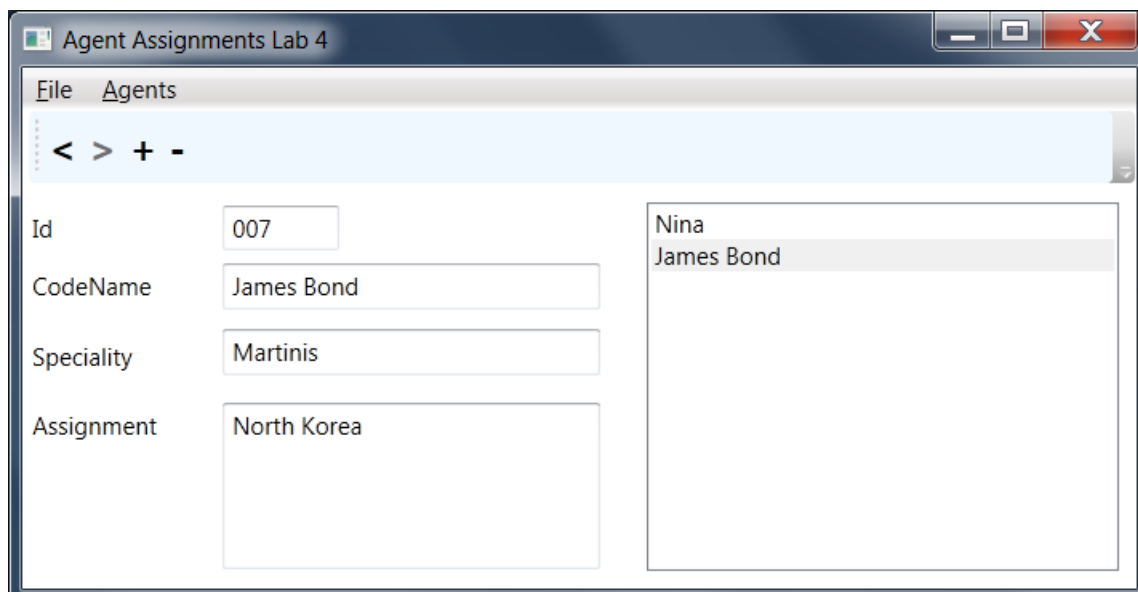 Agent Assignments Lab 4
File Agents
< > + -
Id 007
CodeName James Bond
Speciality Martinis
Assignment North Korea
Nina
James Bond